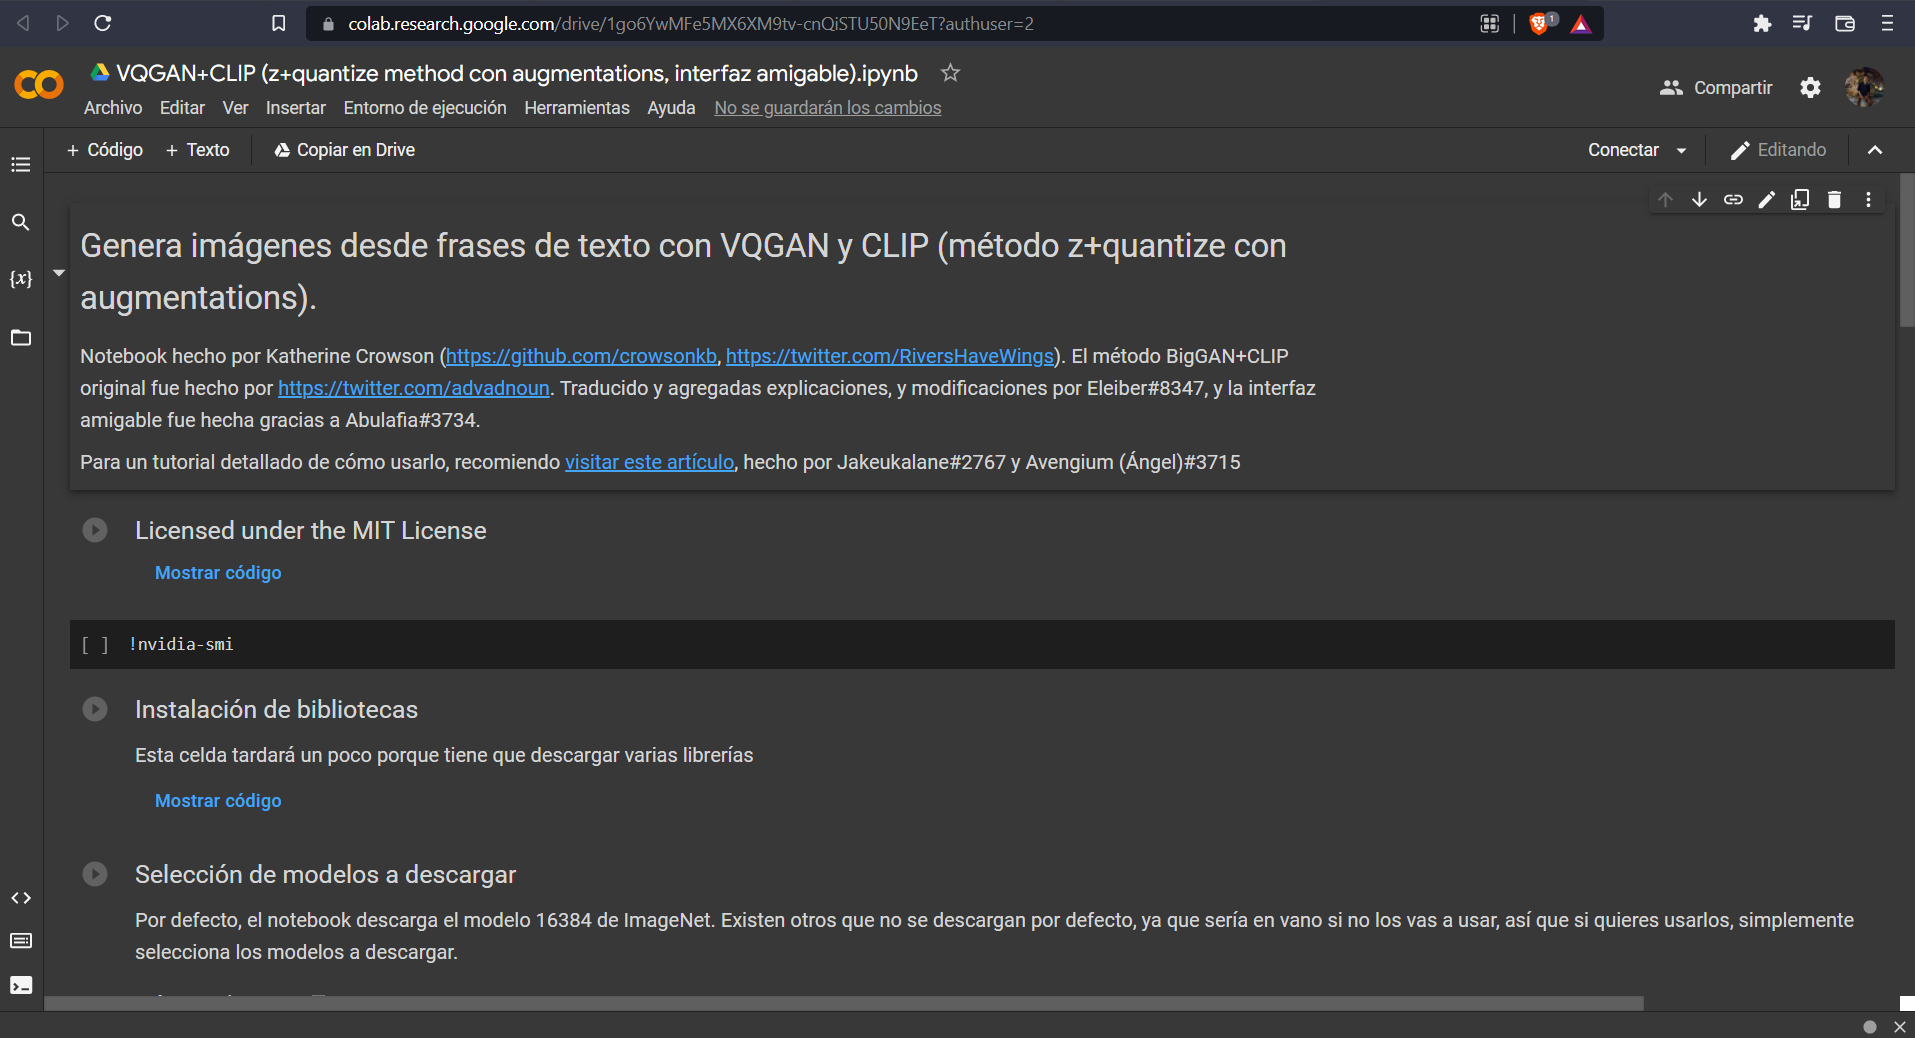 colab.research.google.com/drive/1go6YwMFe5MX6XM9tv-cnQiSTU50N9EeT?authuser=2
1
VQGAN+CLIP (z+quantize method con augmentations, interfaz amigable).ipynb
Archivo Editar Ver Insertar Entorno de ejecución Herramientas Ayuda No se guardarán los cambios
Compartir
+ Código + Texto Copiar en Drive
Conectar Editando
{x}
Genera imágenes desde frases de texto con VQGAN y CLIP (método z+quantize con
augmentations).
Notebook hecho por Katherine Crowson (https://github.com/crowsonkb, https://twitter.com/RiversHaveWings). El método BigGAN+CLIP
original fue hecho por https://twitter.com/advadnoun. Traducido y agregadas explicaciones, y modificaciones por Eleiber#8347, y la interfaz
amigable fue hecha gracias a Abulafia#3734.
Para un tutorial detallado de cómo usarlo, recomiendo visitar este artículo, hecho por Jakeukalane#2767 y Avengium (Ángel)#3715
Licensed under the MIT License
Mostrar código
[ ] !nvidia-smi
Instalación de bibliotecas
Esta celda tardará un poco porque tiene que descargar varias librerías
Mostrar código
Selección de modelos a descargar
Por defecto, el notebook descarga el modelo 16384 de ImageNet. Existen otros que no se descargan por defecto, ya que sería en vano si no los vas a usar, así que si quieres usarlos, simplemente
selecciona los modelos a descargar.